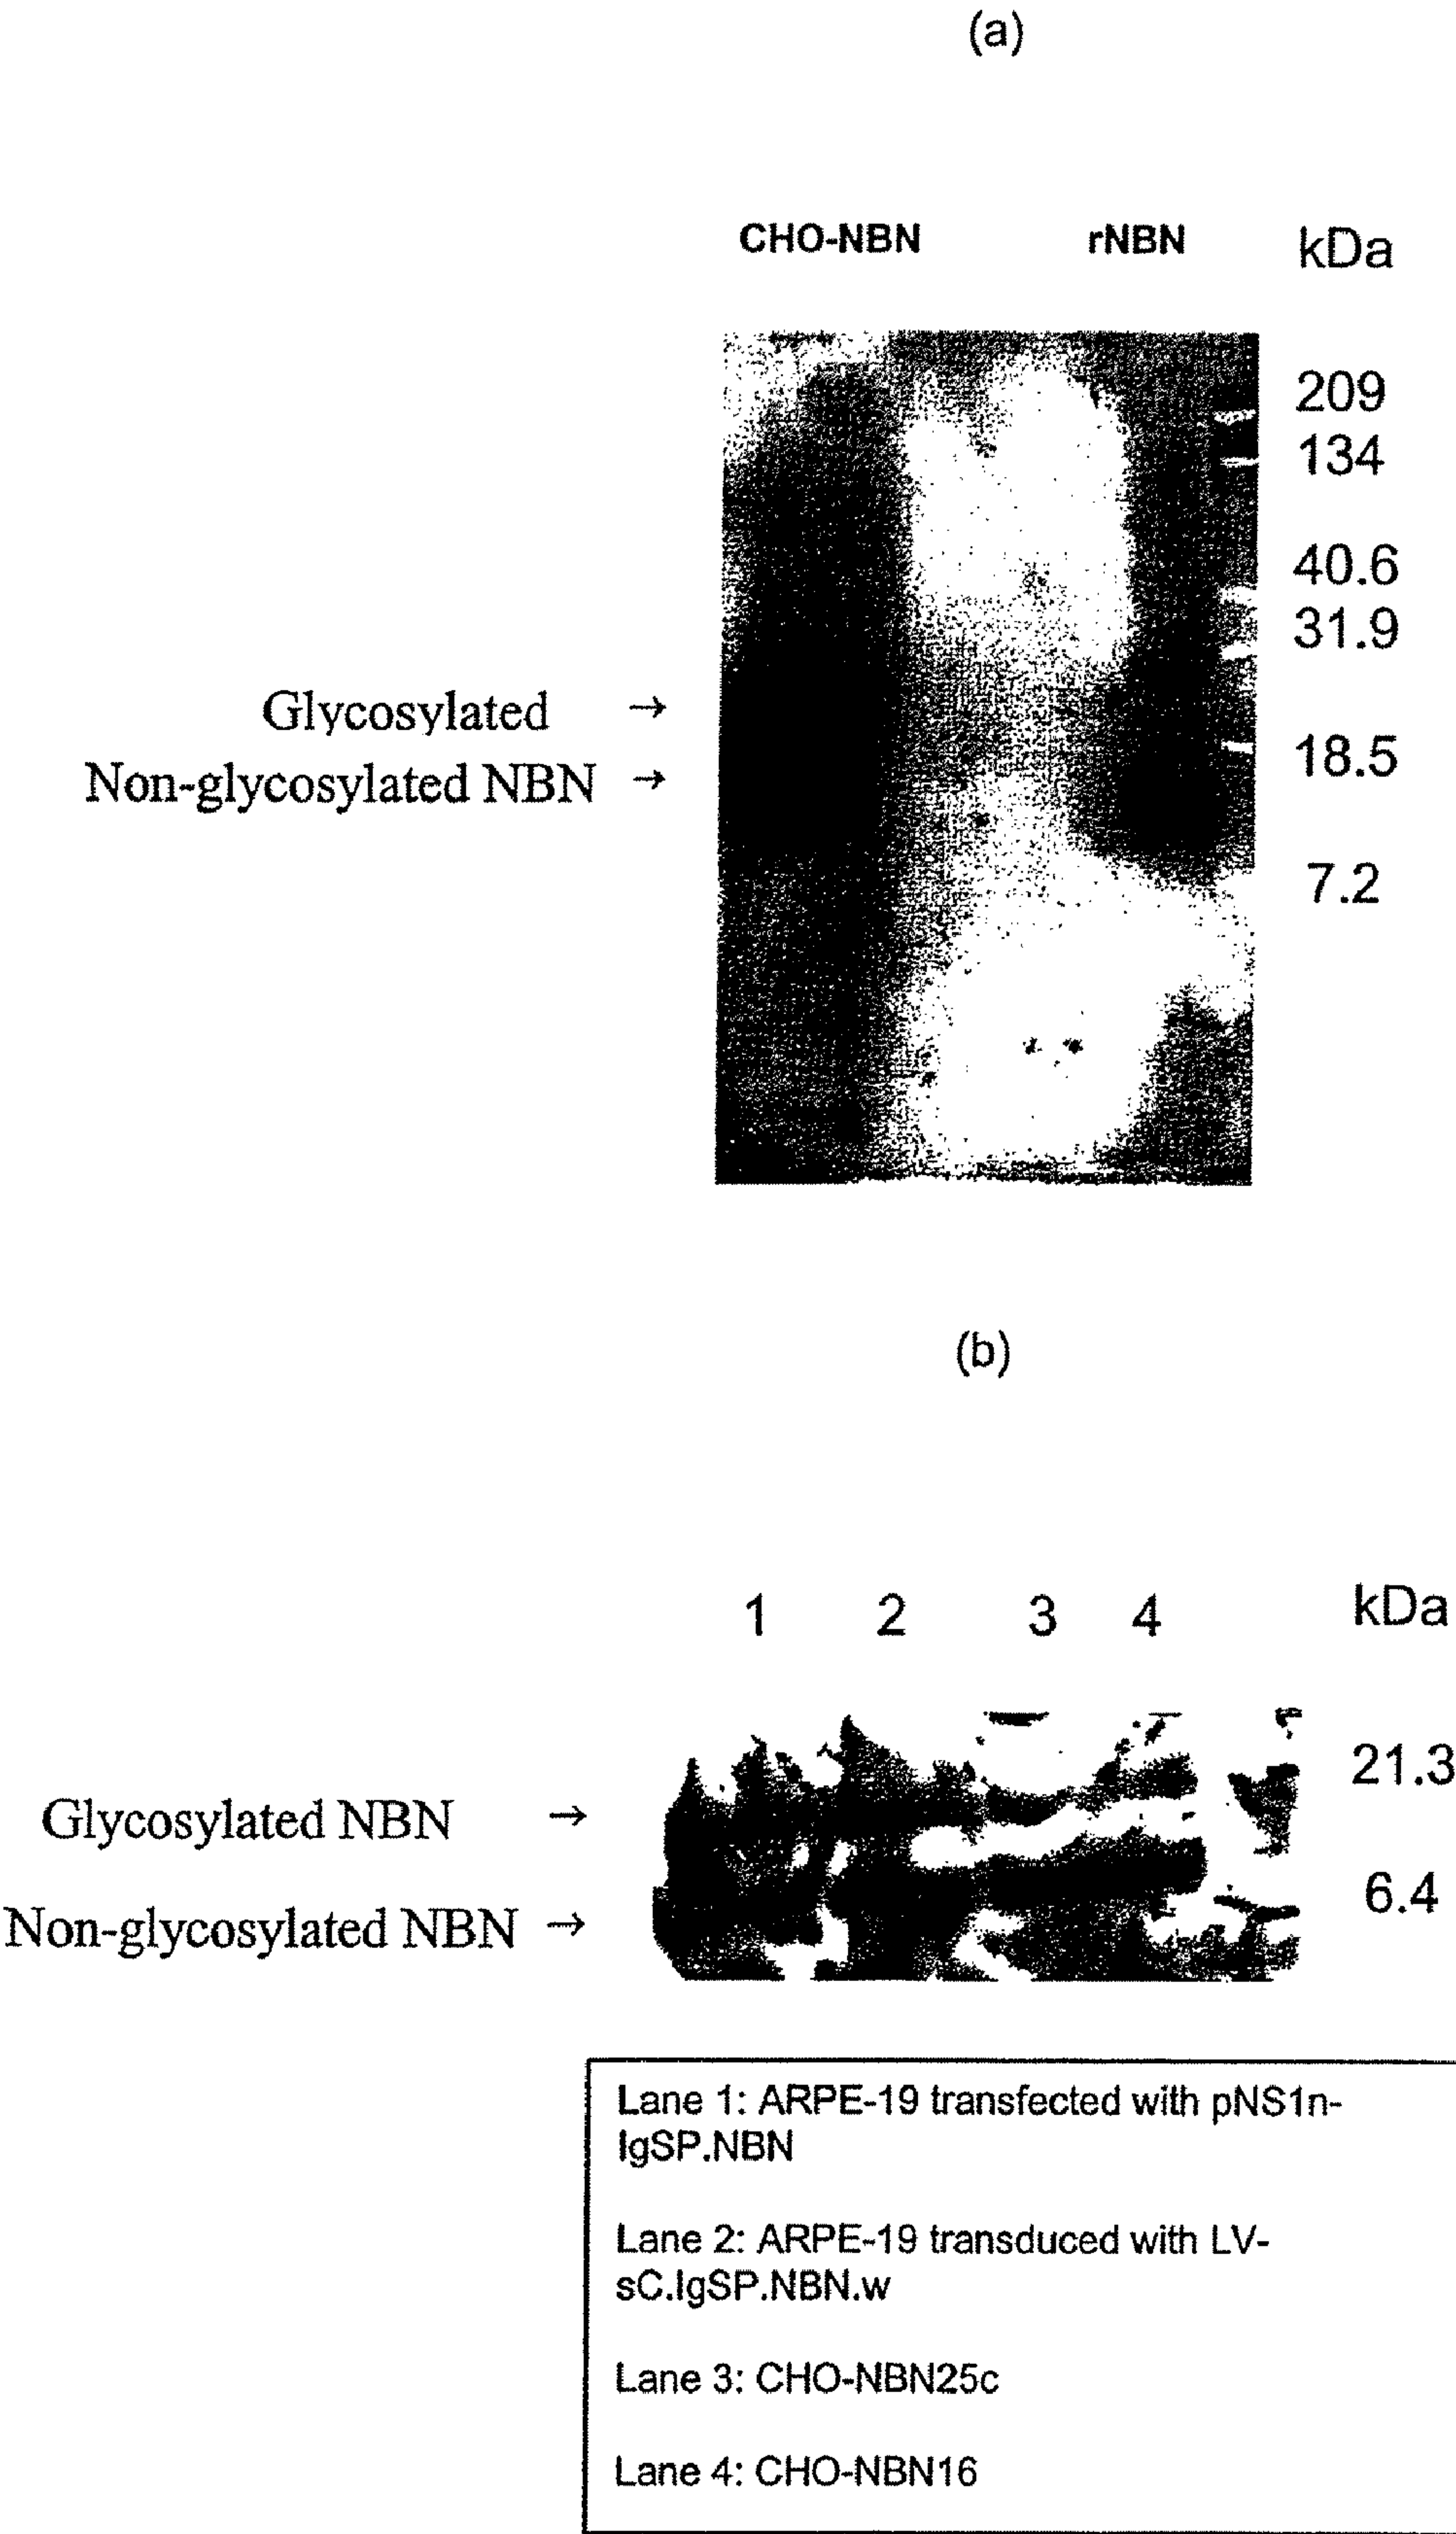 (a)
CHO-NBN rNBN kDa
209
134
40.6
31.9
Glycosylated →
18.5
Non-glycosylated NBN →
7.2
(b)
1 2 3 4 kDa
21.3
Glycosylated NBN →
6.4
Non-glycosylated NBN →
Lane 1: ARPE-19 transfected with pNS1n-
IgSP.NBN
Lane 2: ARPE-19 transduced with LV-
sC.IgSP.NBN.w
Lane 3: CHO-NBN25c
Lane 4: CHO-NBN16